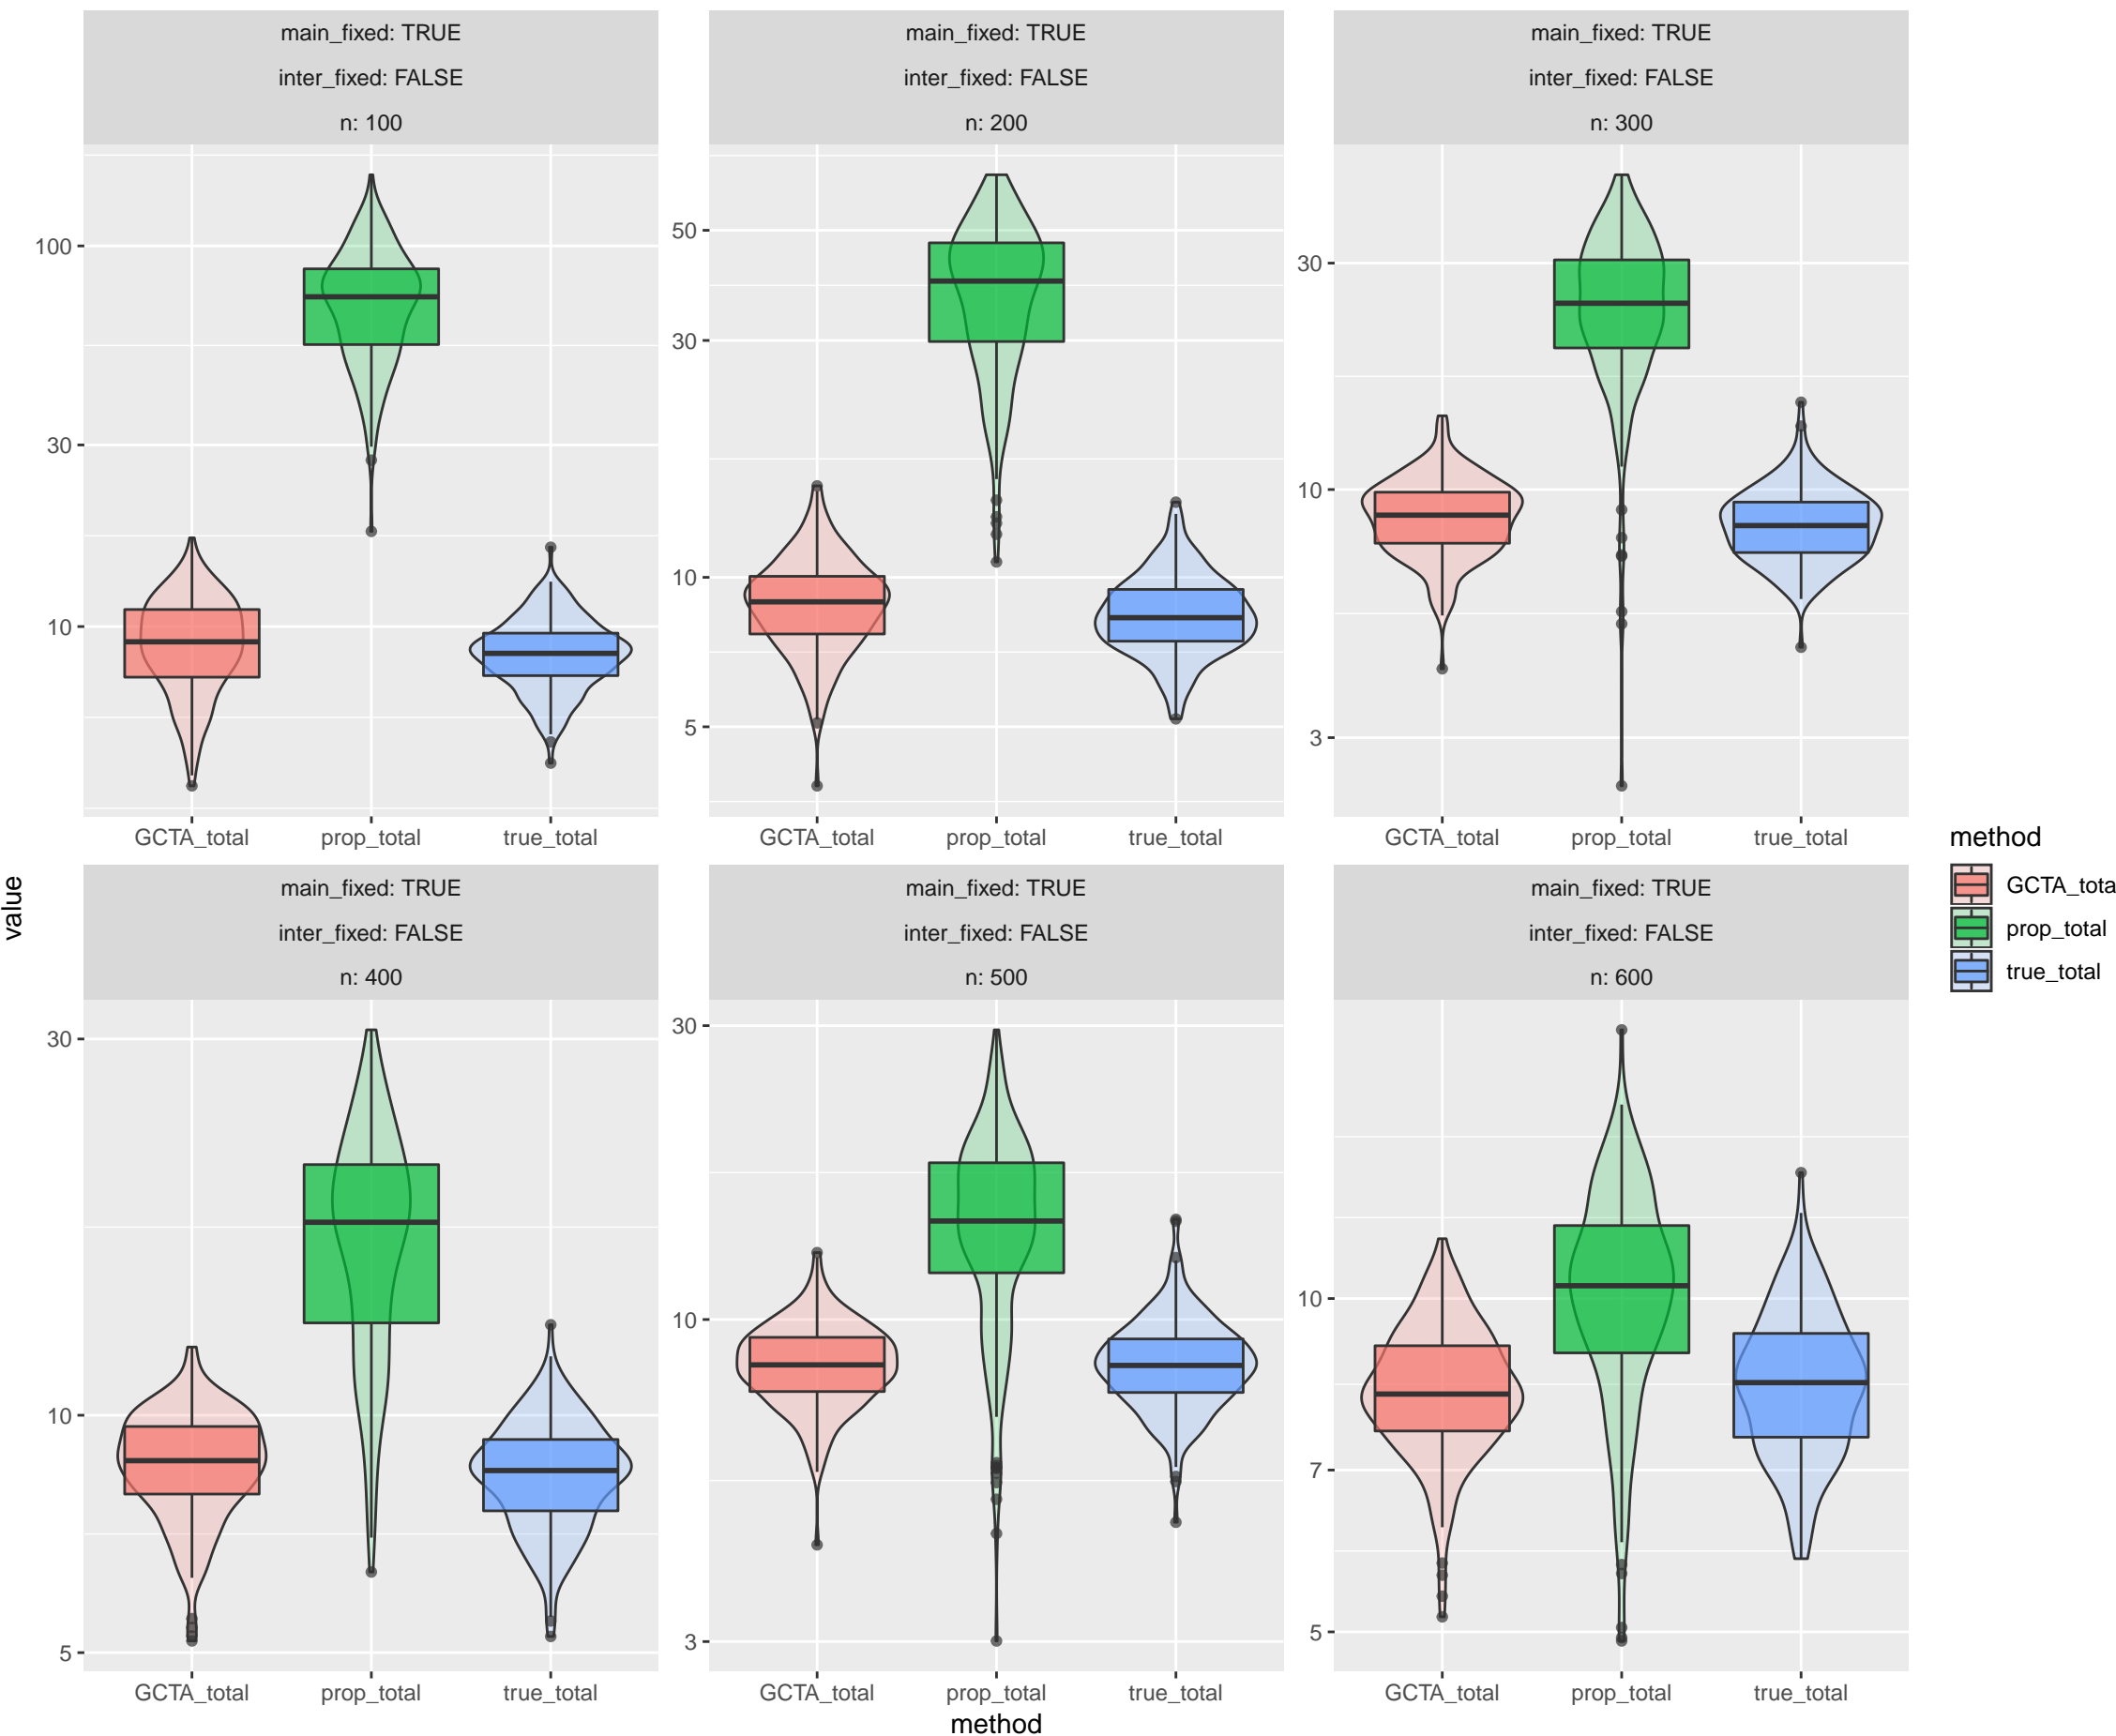 main_fixed: TRUE
inter_fixed: FALSE
n: 100
main_fixed: TRUE
inter_fixed: FALSE
n: 200
main_fixed: TRUE
inter_fixed: FALSE
n: 300
100
30
10
50
30
10
5
30
10
3
GCTA_total prop_total true_total
GCTA_total prop_total true_total
GCTA_total prop_total true_total
main_fixed: TRUE
inter_fixed: FALSE
n: 400
main_fixed: TRUE
inter_fixed: FALSE
n: 500
main_fixed: TRUE
inter_fixed: FALSE
n: 600
30
10
5
30
10
3
10
7
5
GCTA_total prop_total true_total
GCTA_total prop_total true_total
GCTA_total prop_total true_total
value
method
method
GCTA_tota
prop_total
true_total